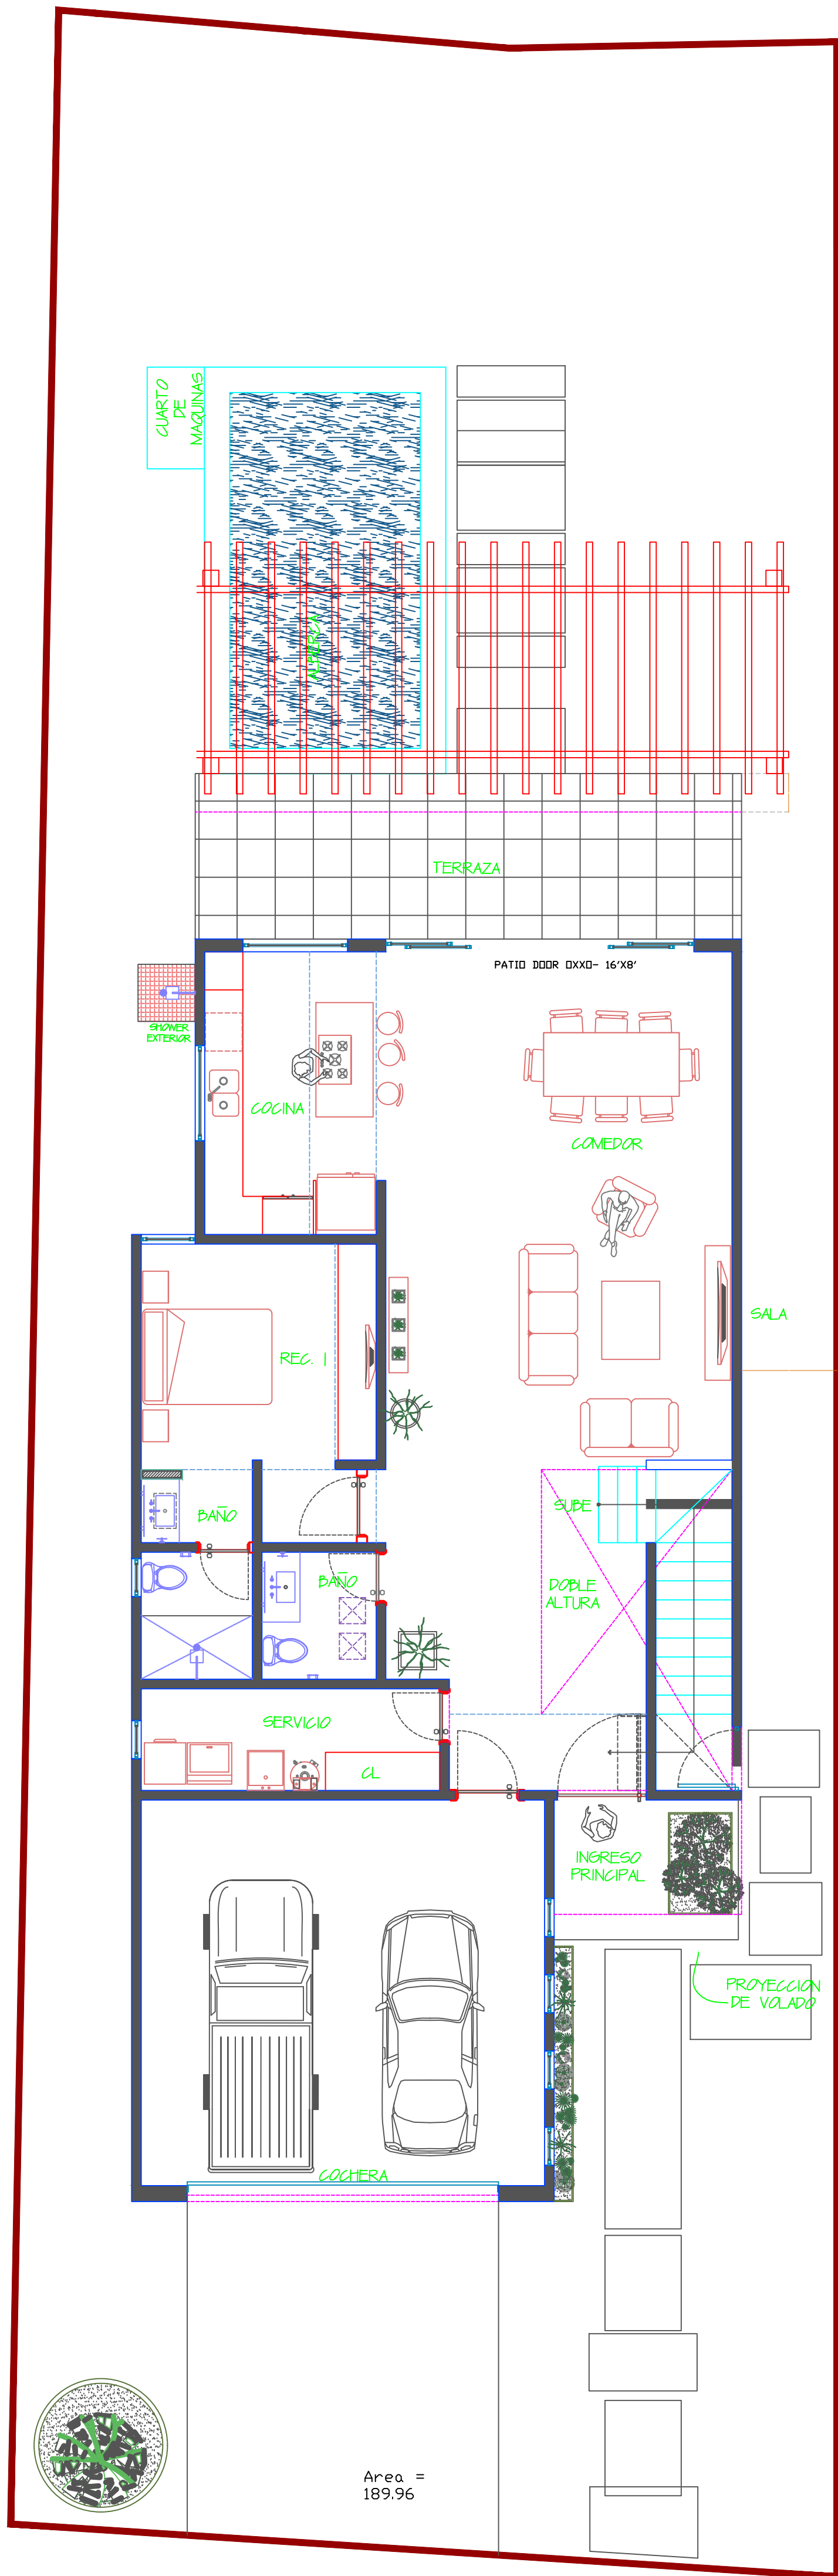 CUARTO
DE
MAQUINAS
ALBERCA
TERRAZA
PATIO DOOR OXXO- 16'X8'
SHOWER
EXTERIOR
COCINA
COMEDOR
SALA
REC. 1
BAÑO
SUBE
BAÑO
DOBLE
ALTURA
SERVICIO
CL
INGRESO
PRINCIPAL
PROYECCION
DE VOLADO
COCHERA
Area =
189.96